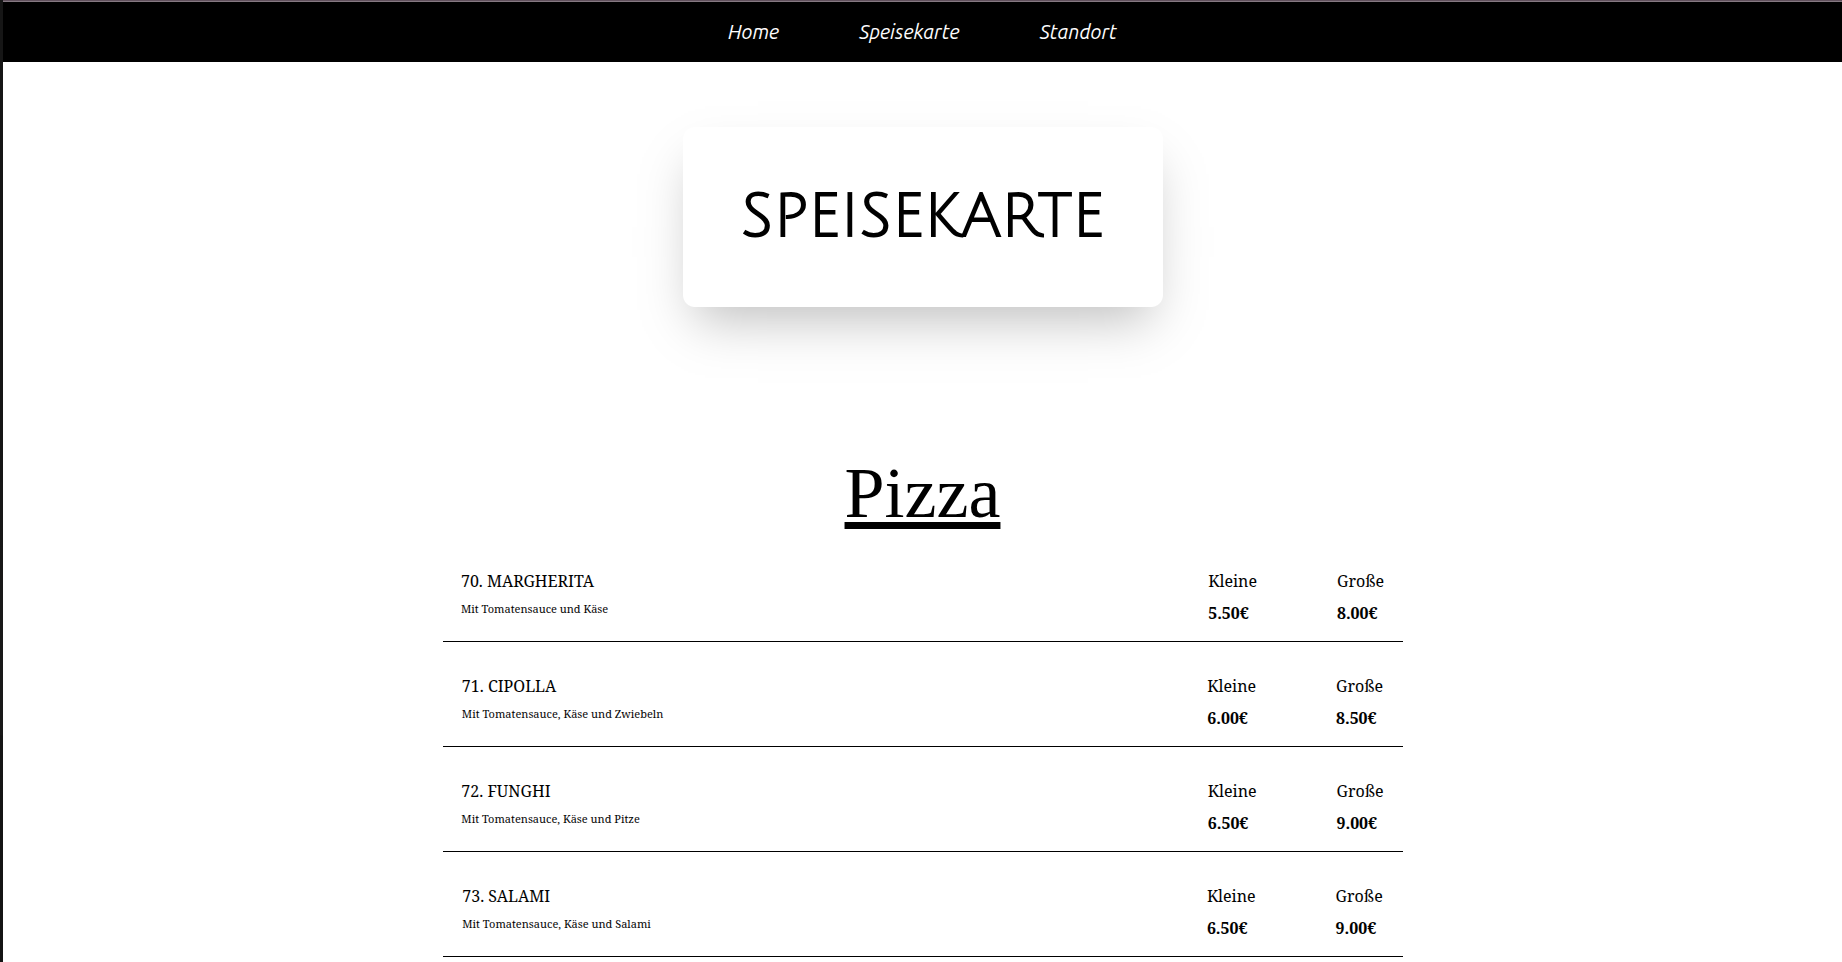 Home Speisekarte Standort
SPEISEKARTE
Pizza
70. MARGHERITA Kleine Große
Mit Tomatensauce und Käse 5.50€ 8.00€
71. CIPOLLA Kleine Große
Mit Tomatensauce, Käse und Zwiebeln 6.00€ 8.50€
72. FUNGHI Kleine Große
Mit Tomatensauce, Käse und Pitze 6.50€ 9.00€
73. SALAMI Kleine Große
Mit Tomatensauce, Käse und Salami 6.50€ 9.00€